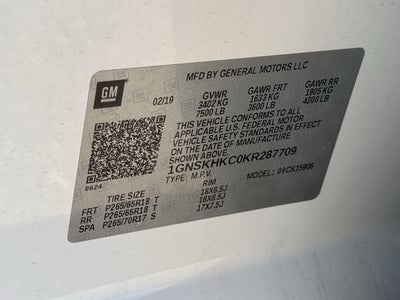 MFD BY GENERAL MOTORS LLC
GM
02/19 GVWR GAWR FRT GAWR RR
3402 KG 1633 KG 1905 KG
7500 LB 3600 LB 4200 LB
THIS VEHICLE CONFORMS TO ALL
APPLICABLE U.S. FEDERAL MOTOR
VEHICLE SAFETY STANDARDS IN EFFECT
ON THE DATE OF MANUFACTURE
SHOWN ABOVE.
1GNSKHKC0KR287709
8624 TYPE: M.P.V. MODEL: 09CK15906
TIRE SIZE RIM
FRT P265/65R18 T 18X8.5J
RR P265/65R18 T 18X8.5J
SPA P265/70R17 S 17X7.5J